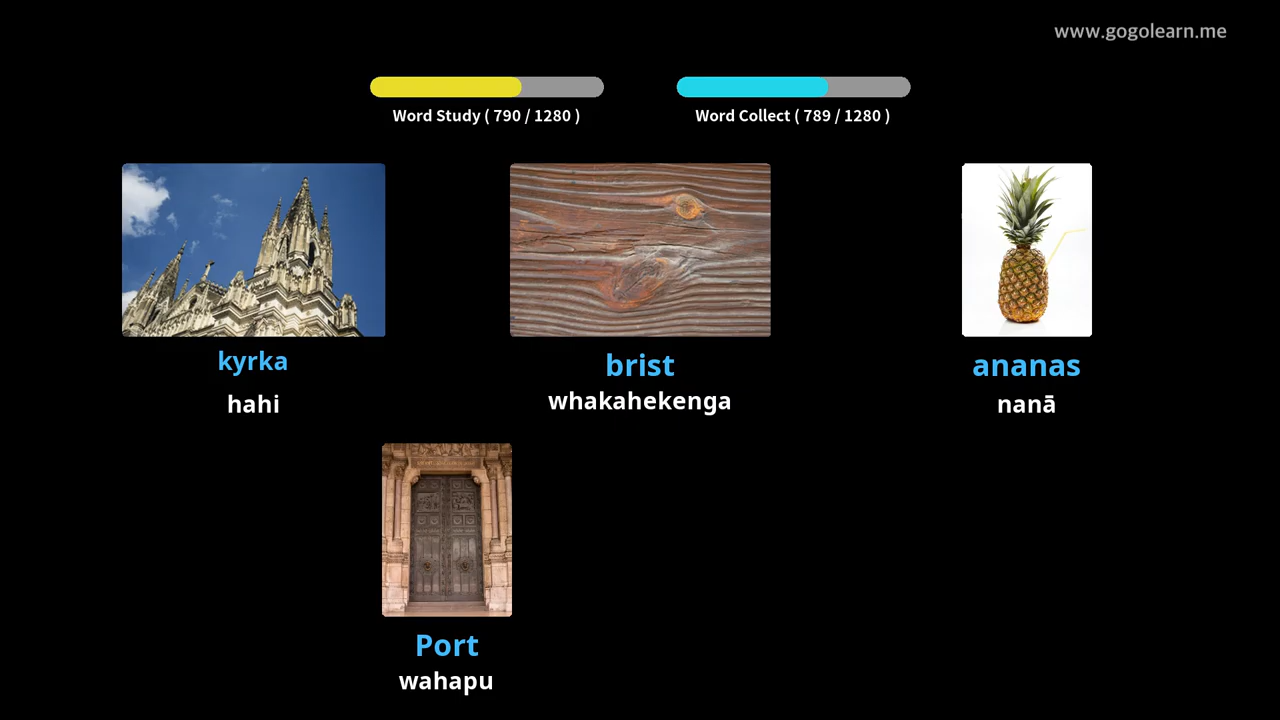 www.gogolearn.me
Word Study ( 790 / 1280 )
Word Collect ( 789 / 1280 )
kyrka
hahi
brist
whakahekenga
ananas
nanā
Port
wahapu